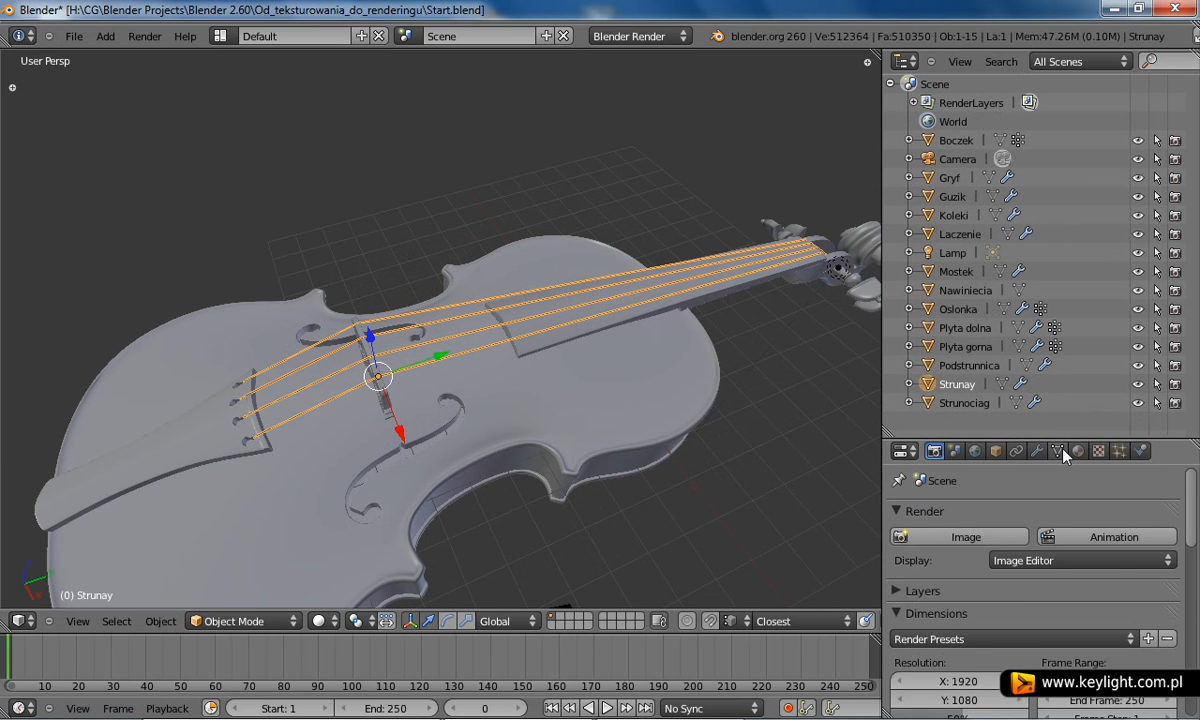 Blender* [H:\CG\Blender Projects\Blender 2.60\Od_teksturowania_do_renderingu\Start.blend]
File Add Render Help Default Scene Blender Render blender.org 260 | Ve:512364 | Fa:510350 | Ob:1-15 | La:1 | Mem:47.26M (0.10M) | Strunay
User Persp
View Search All Scenes
Scene
RenderLayers
World
Boczek
Camera
Gryf
Guzik
Koleki
Laczenie
Lamp
Mostek
Nawiniecia
Oslonka
Plyta dolna
Plyta gorna
Podstrunnica
Strunay
Strunociag
Scene
Render
Image Animation
Display: Image Editor
Layers
Dimensions
Render Presets
Resolution: Frame Range:
X: 1920
Y: 1080 End Frame: 250
(0) Strunay
View Select Object Object Mode Global Closest
10 20 30 40 50 60 70 80 90 100 110 120 130 140 150 160 170 180 190 200 210 220 230 240 250
View Frame Playback Start: 1 End: 250 0 No Sync
www.keylight.com.pl